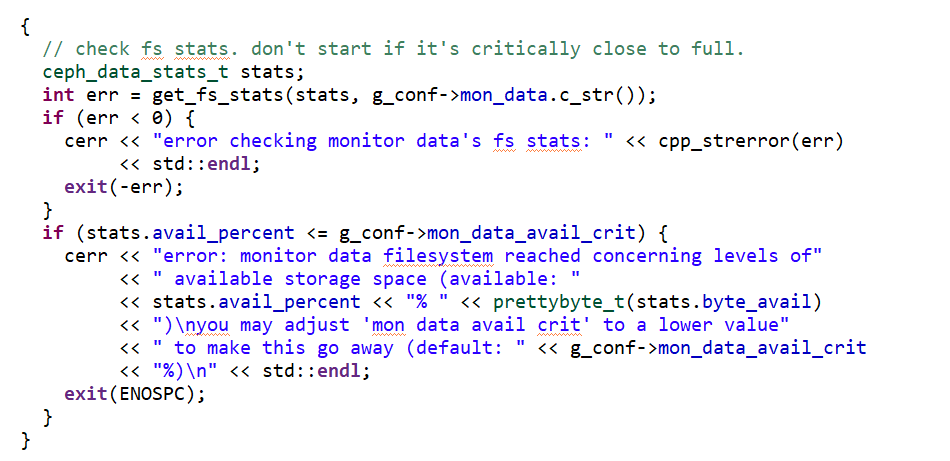 {
  // check fs stats. don't start if it's critically close to full.
  ceph_data_stats_t stats;
  int err = get_fs_stats(stats, g_conf->mon_data.c_str());
  if (err < 0) {
    cerr << "error checking monitor data's fs stats: " << cpp_strerror(err)
         << std::endl;
    exit(-err);
  }
  if (stats.avail_percent <= g_conf->mon_data_avail_crit) {
    cerr << "error: monitor data filesystem reached concerning levels of"
         << " available storage space (available: "
         << stats.avail_percent << "% " << prettybyte_t(stats.byte_avail)
         << ")\nyou may adjust 'mon data avail crit' to a lower value"
         << " to make this go away (default: " << g_conf->mon_data_avail_crit
         << "%)\n" << std::endl;
    exit(ENOSPC);
  }
}